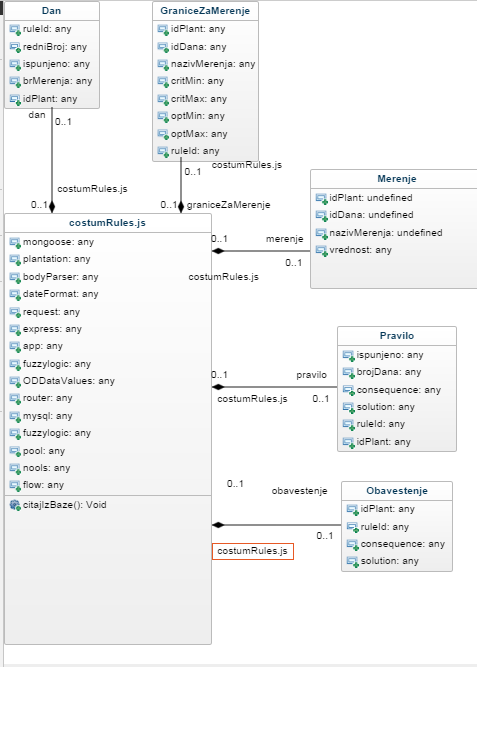 Dan
ruleId: any
redniBroj: any
ispunjeno: any
brMerenja: any
idPlant: any
dan
0..1
GraniceZaMerenje
idPlant: any
idDana: any
nazivMerenja: any
critMin: any
critMax: any
optMin: any
optMax: any
ruleId: any
costumRules.js
0..1
costumRules.js
0..1
0..1
graniceZaMerenje
Merenje
idPlant: undefined
idDana: undefined
nazivMerenja: undefined
vrednost: any
costumRules.js
mongoose: any
plantation: any
bodyParser: any
dateFormat: any
request: any
express: any
app: any
fuzzylogic: any
ODDataValues: any
router: any
mysql: any
fuzzylogic: any
pool: any
nools: any
flow: any
citajIzBaze(): Void
0..1
merenje
0..1
costumRules.js
Pravilo
ispunjeno: any
brojDana: any
consequence: any
solution: any
ruleId: any
idPlant: any
0..1
pravilo
costumRules.js
0..1
0..1
obavestenje
0..1
costumRules.js
Obavestenje
idPlant: any
ruleId: any
consequence: any
solution: any